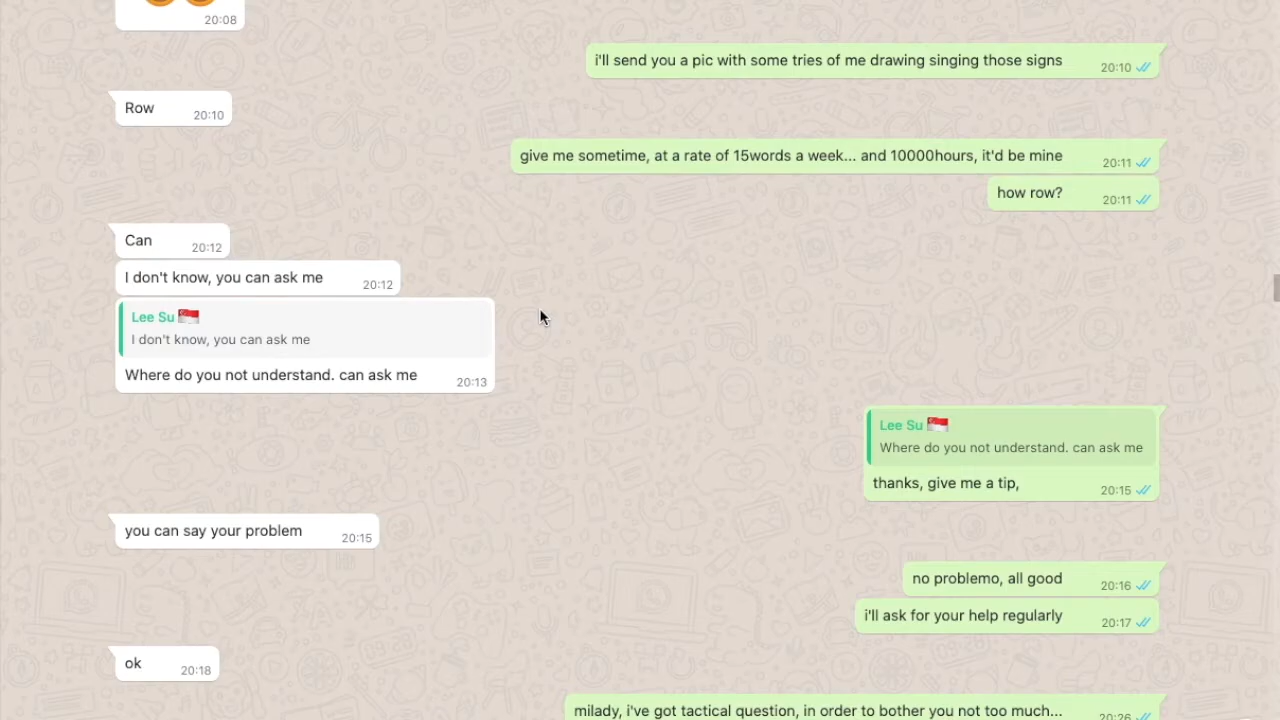 20:08
i'll send you a pic with some tries of me drawing singing those signs 20:10
Row 20:10
give me sometime, at a rate of 15words a week... and 10000hours, it'd be mine 20:11
how row? 20:11
Can 20:12
I don't know, you can ask me 20:12
Lee Su 🇸🇬
I don't know, you can ask me
Where do you not understand. can ask me 20:13
Lee Su 🇸🇬
Where do you not understand. can ask me
thanks, give me a tip, 20:15
you can say your problem 20:15
no problemo, all good 20:16
i'll ask for your help regularly 20:17
ok 20:18
milady, i've got tactical question, in order to bother you not too much... 20:26